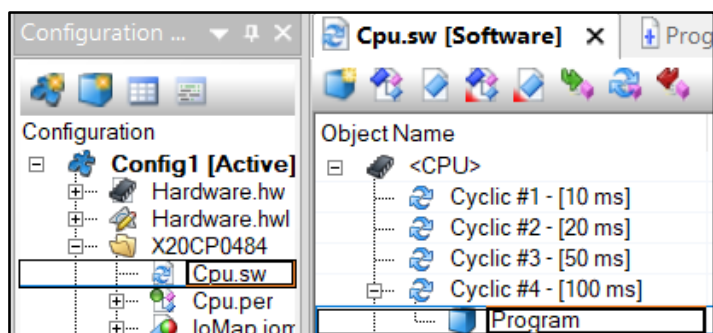 Configuration ...
Cpu.sw [Software]
Prog
Configuration
Config1 [Active]
Hardware.hw
Hardware.hwl
X20CP0484
Cpu.sw
Cpu.per
IoMap.iom
Object Name
<CPU>
Cyclic #1 - [10 ms]
Cyclic #2 - [20 ms]
Cyclic #3 - [50 ms]
Cyclic #4 - [100 ms]
Program